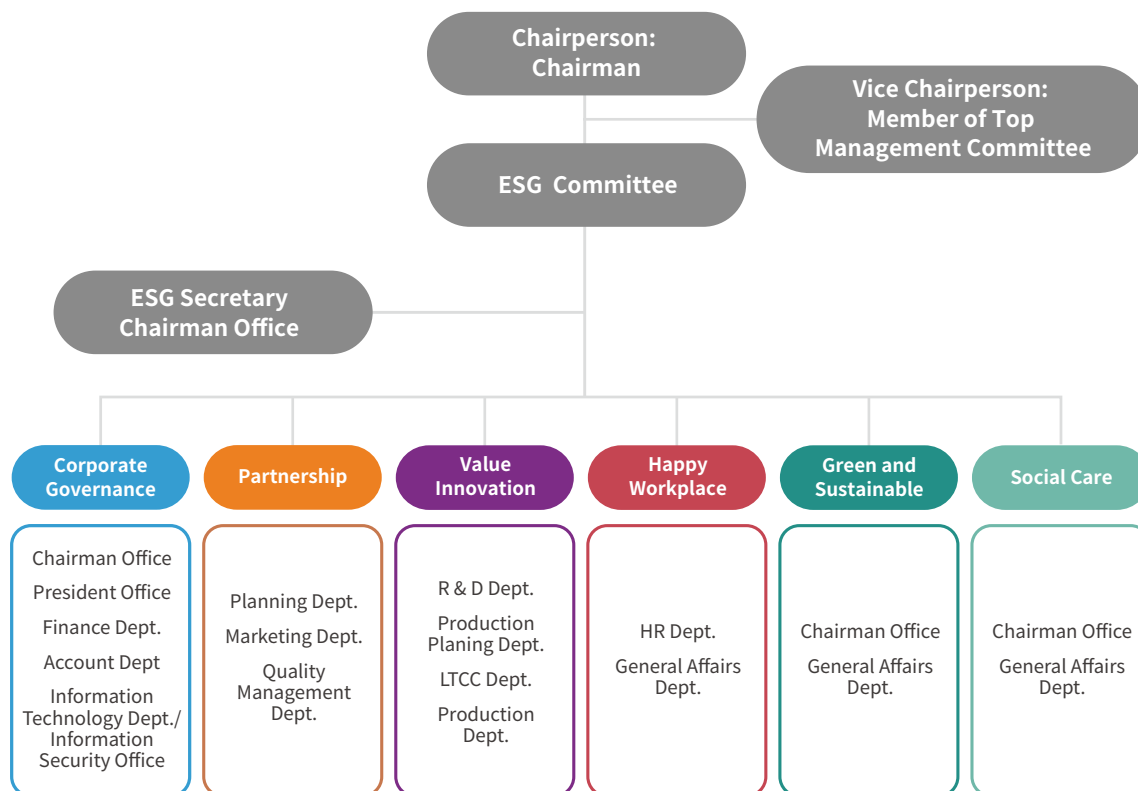 Chairperson:
Chairman
Vice Chairperson:
Member of Top
Management Committee
ESG Committee
ESG Secretary
Chairman Office
Corporate
Governance
Partnership
Value
Innovation
Happy
Workplace
Green and
Sustainable
Social Care
Chairman Office
President Office
Finance Dept.
Account Dept
Information
Technology Dept./
Information
Security Office
Planning Dept.
Marketing Dept.
Quality
Management
Dept.
R & D Dept.
Production
Planing Dept.
LTCC Dept.
Production
Dept.
HR Dept.
General Affairs
Dept.
Chairman Office
General Affairs
Dept.
Chairman Office
General Affairs
Dept.